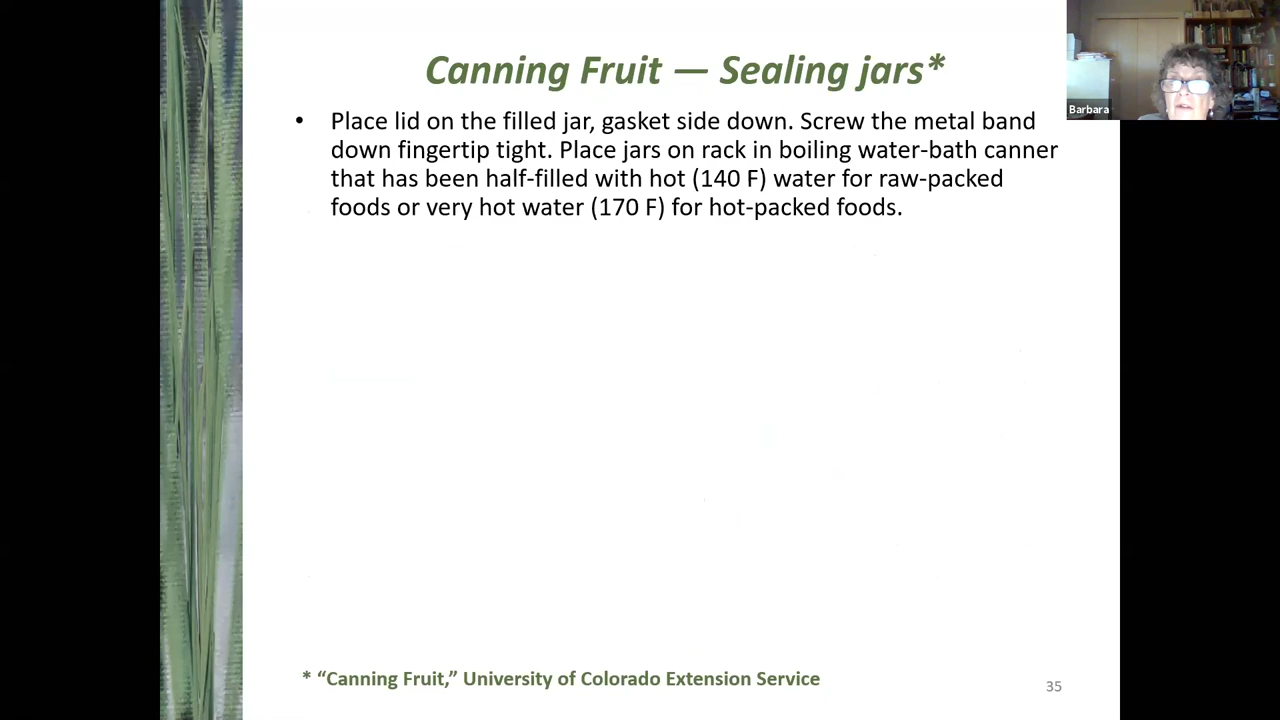 Canning Fruit — Sealing jars*
Barbara
• Place lid on the filled jar, gasket side down. Screw the metal band
down fingertip tight. Place jars on rack in boiling water-bath canner
that has been half-filled with hot (140 F) water for raw-packed
foods or very hot water (170 F) for hot-packed foods.
* “Canning Fruit,” University of Colorado Extension Service
35